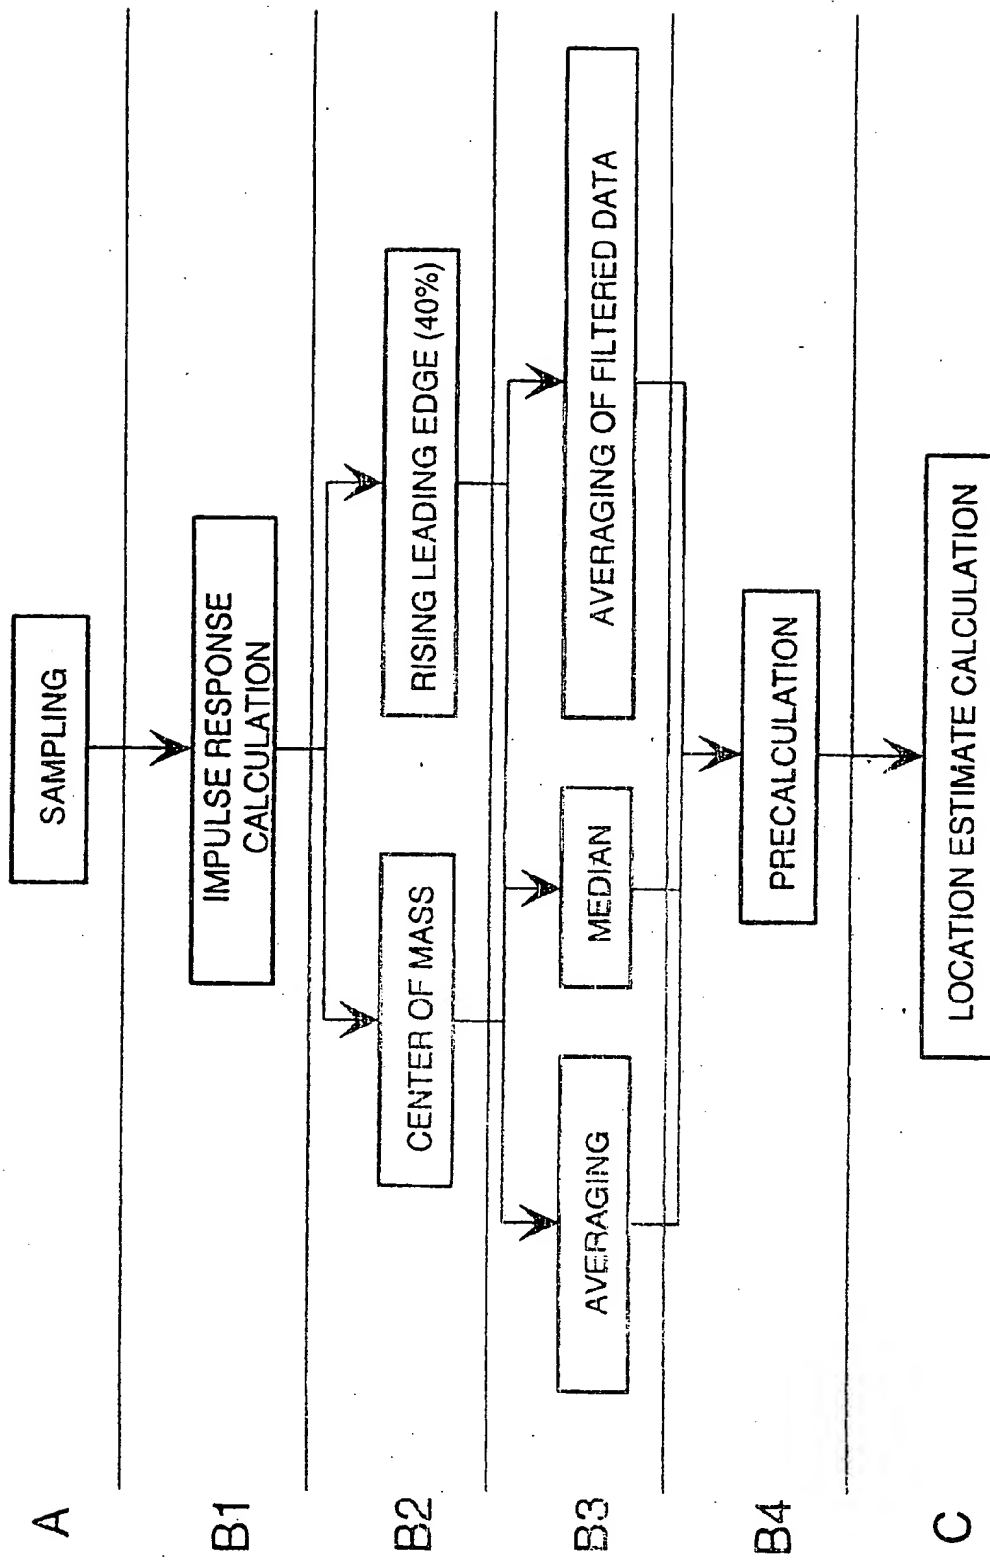 A
SAMPLING
B1
IMPULSE RESPONSE
CALCULATION
B2
CENTER OF MASS
RISING LEADING EDGE (40%)
B3
AVERAGING
MEDIAN
AVERAGING OF FILTERED DATA
B4
PRECALCULATION
C
LOCATION ESTIMATE CALCULATION